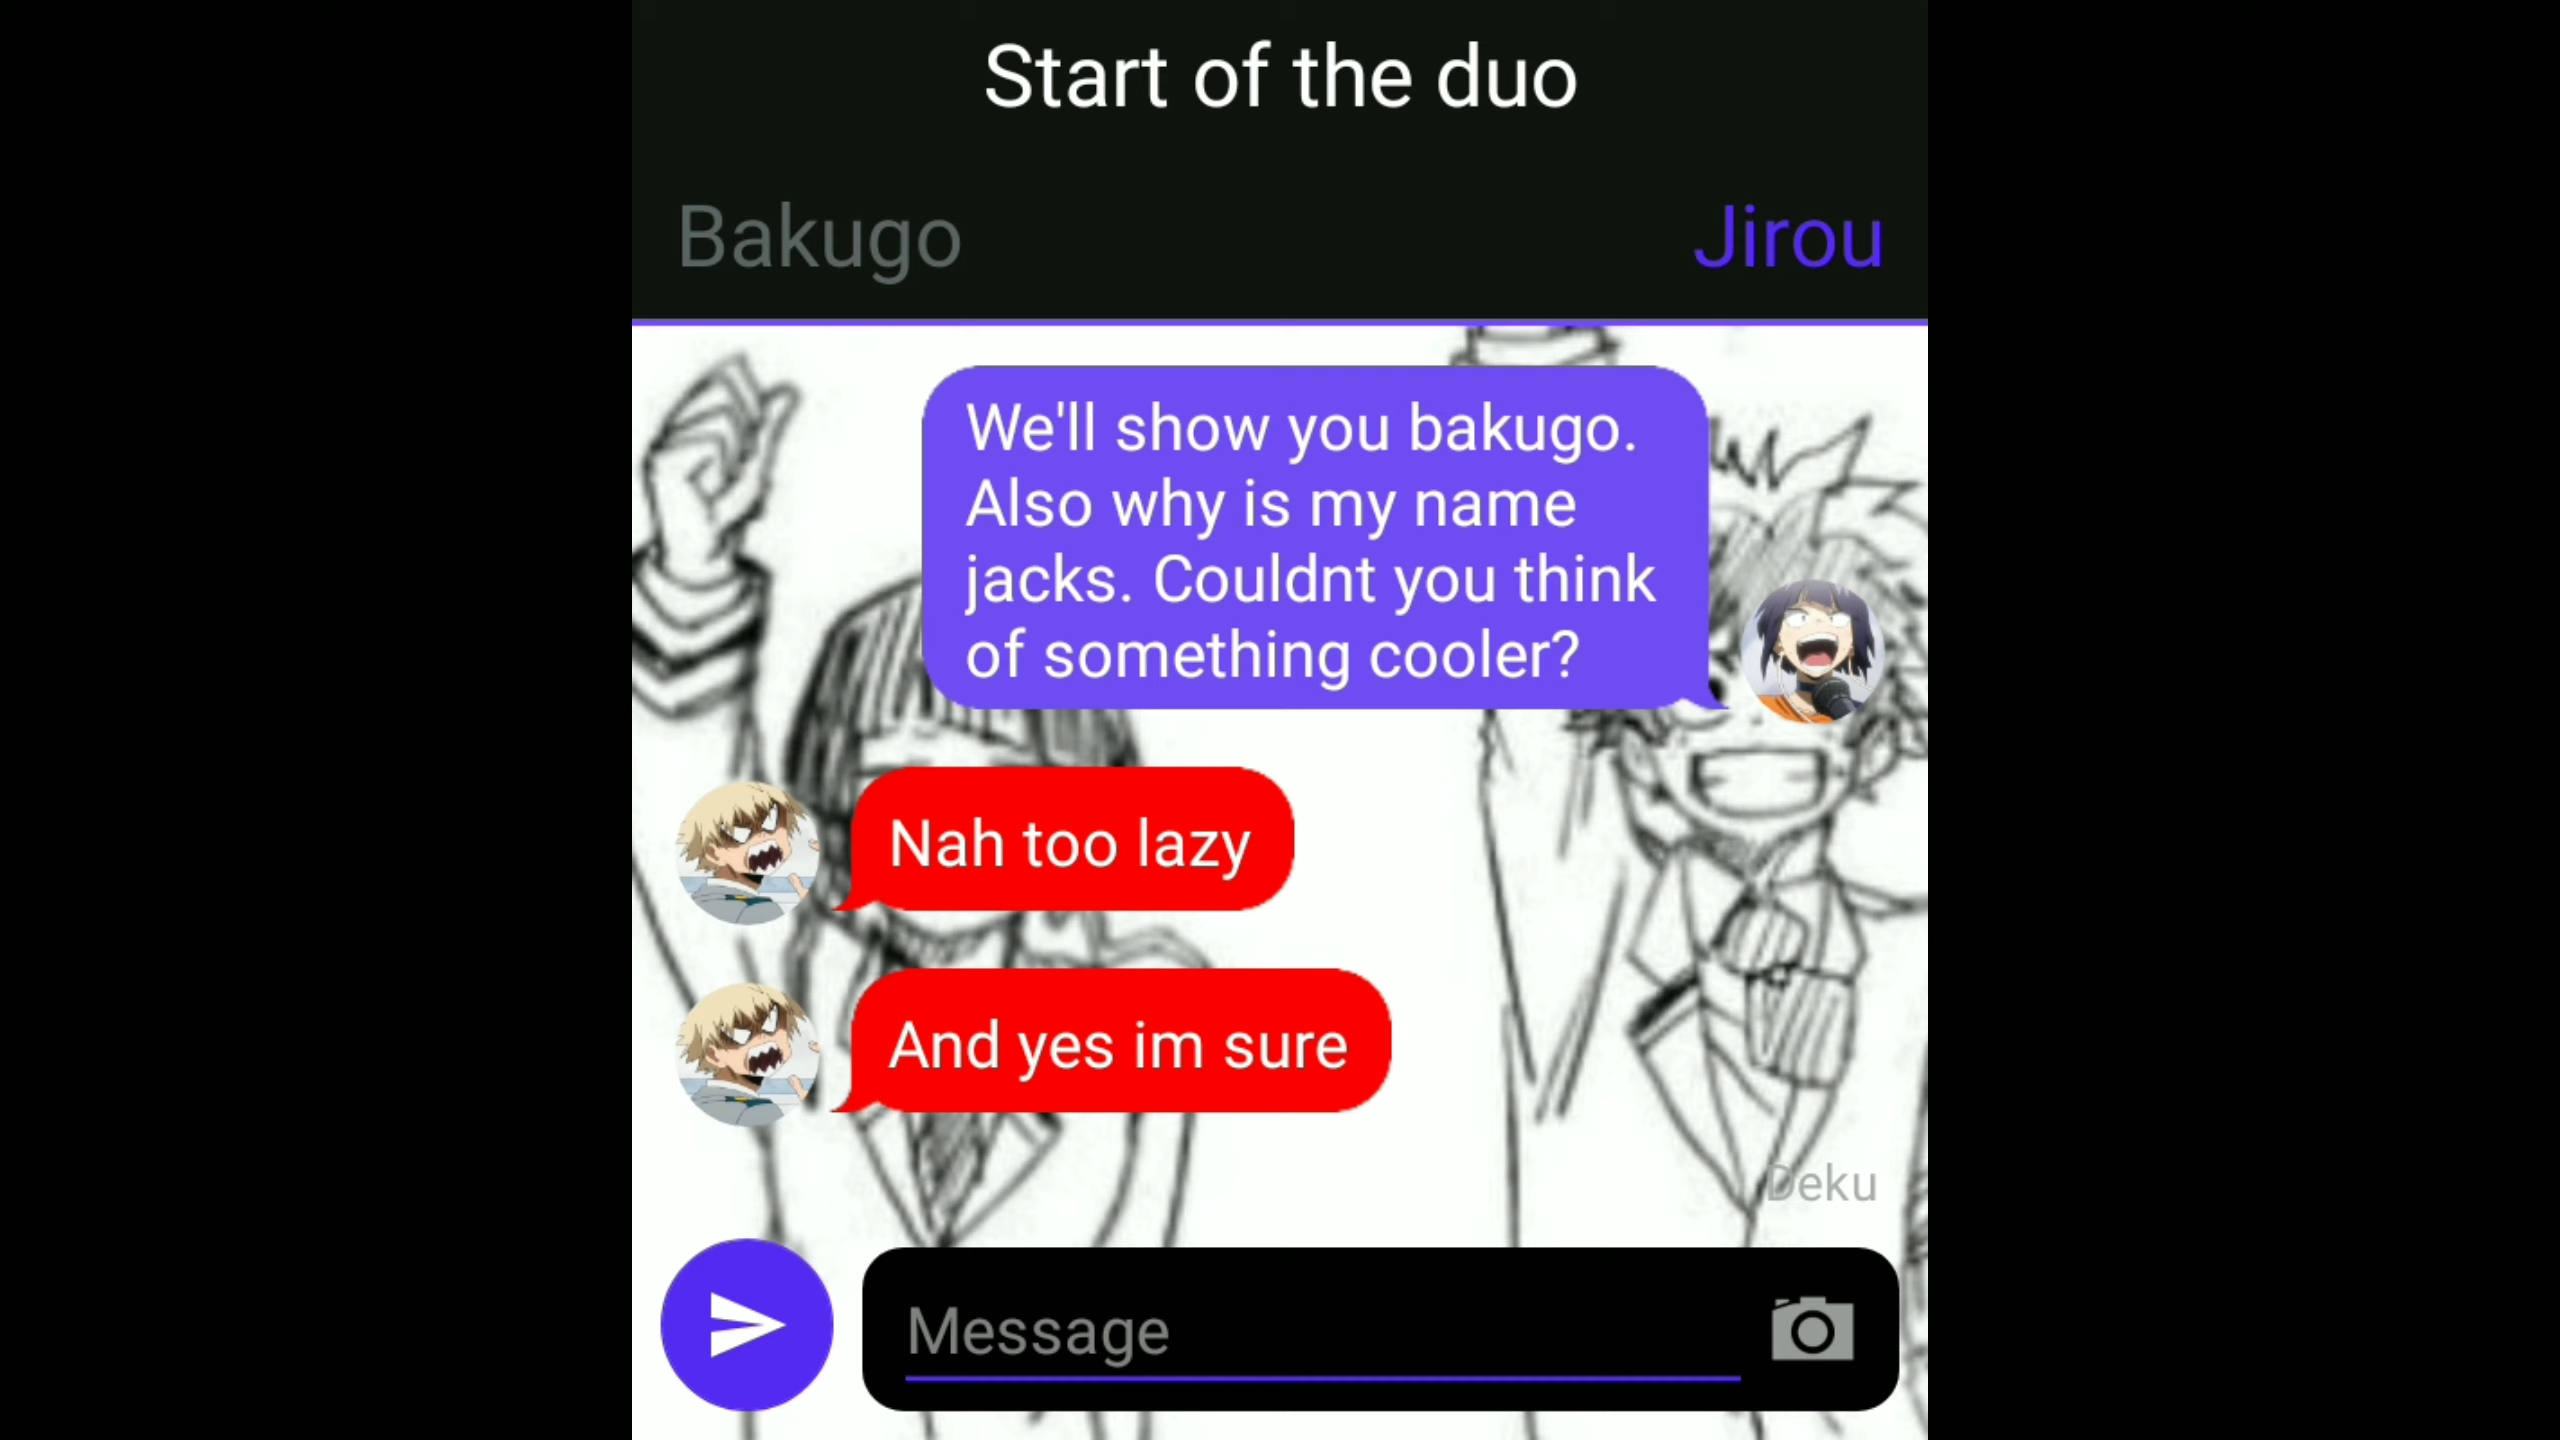 Start of the duo
Bakugo
Jirou
We'll show you bakugo.
Also why is my name
jacks. Couldnt you think
of something cooler?
Nah too lazy
And yes im sure
Deku
Message